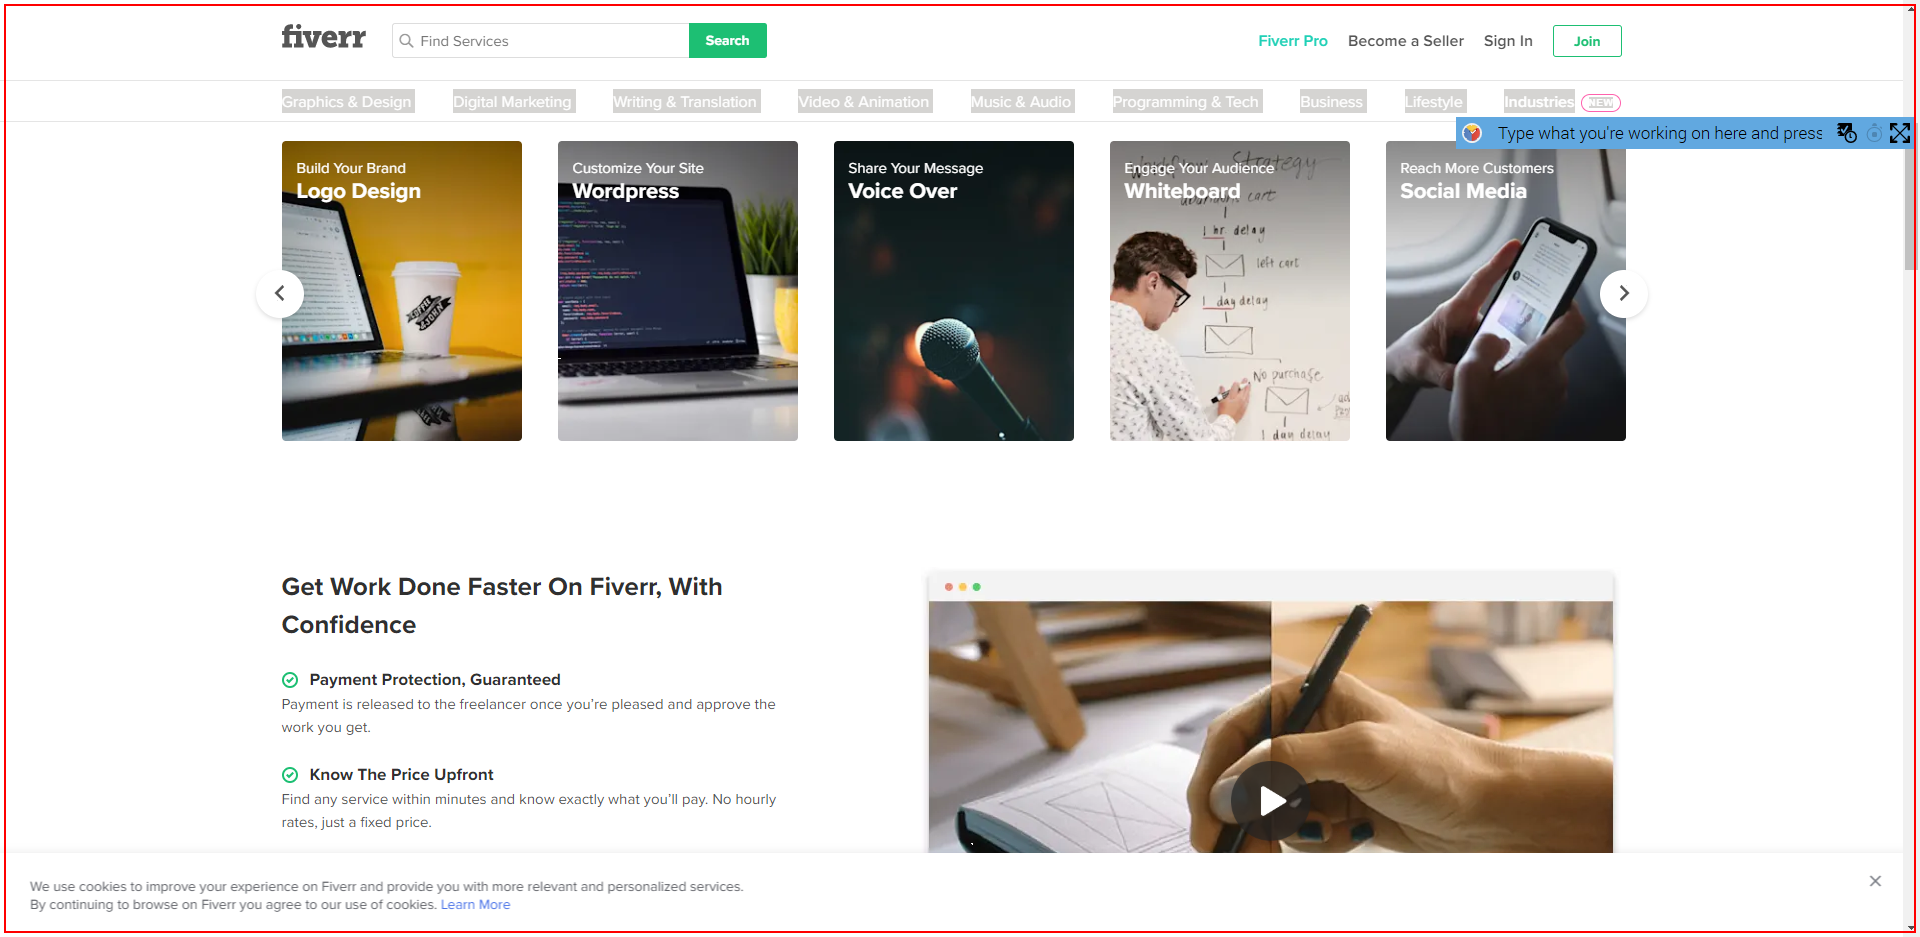 fiverr
Find Services
Search
Fiverr Pro
Become a Seller
Sign In
Join
Graphics & Design
Digital Marketing
Writing & Translation
Video & Animation
Music & Audio
Programming & Tech
Business
Lifestyle
Industries
NEW
Type what you're working on here and press
Build Your Brand
Logo Design
Customize Your Site
Wordpress
Share Your Message
Voice Over
Engage Your Audience
Whiteboard
Reach More Customers
Social Media
workflow Strategy
abandon cart
1 hr delay
left cart
1 day delay
No purchase
1 day delay
COFFEE
Get Work Done Faster On Fiverr, With
Confidence
Payment Protection, Guaranteed
Payment is released to the freelancer once you're pleased and approve the
work you get.
Know The Price Upfront
Find any service within minutes and know exactly what you'll pay. No hourly
rates, just a fixed price.
We use cookies to improve your experience on Fiverr and provide you with more relevant and personalized services.
By continuing to browse on Fiverr you agree to our use of cookies. Learn More